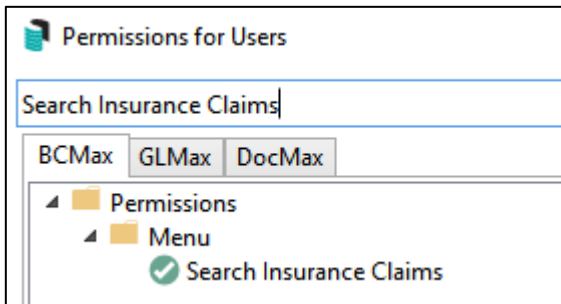 Permissions for Users
Search Insurance Claims
BCMax GLMax DocMax
Permissions
Menu
Search Insurance Claims